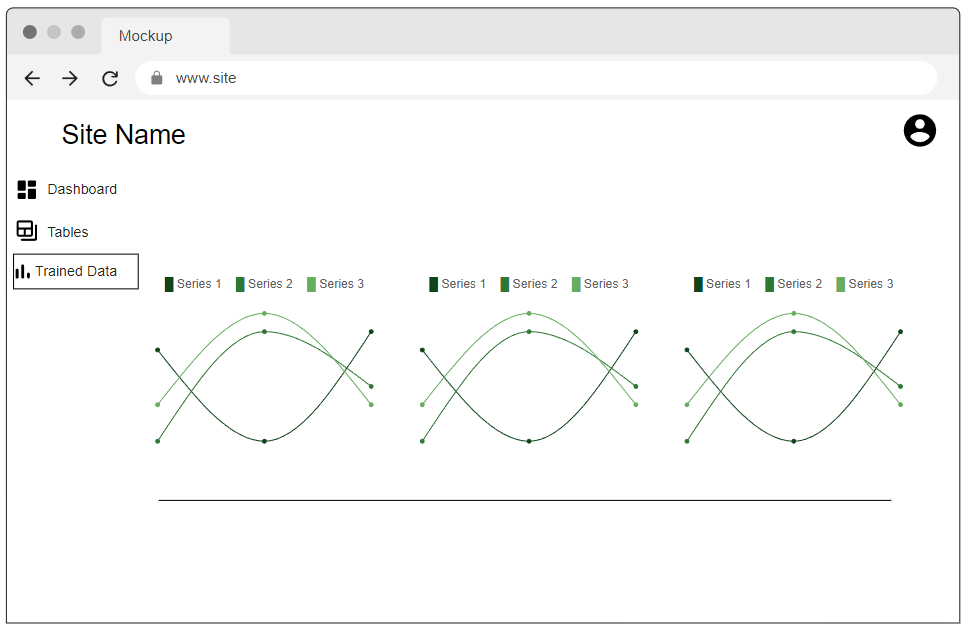 Mockup
www.site
Site Name
Dashboard
Tables
Trained Data
Series 1 Series 2 Series 3
Series 1 Series 2 Series 3
Series 1 Series 2 Series 3